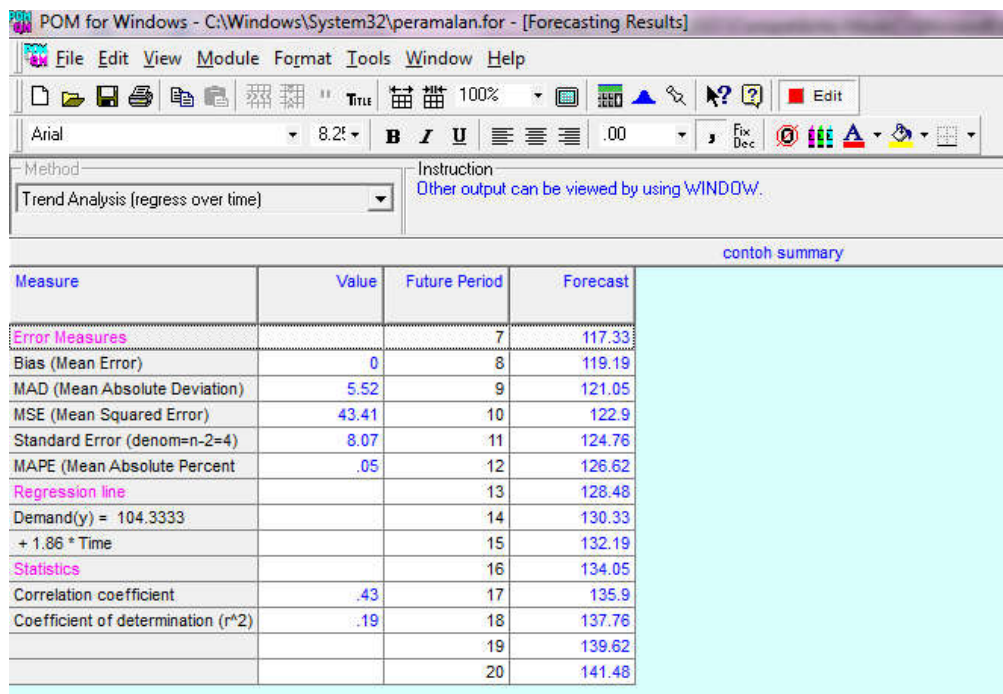 POM for Windows - C:\Windows\System32\peramalan.for - [Forecasting Results]
File Edit View Module Format Tools Window Help
TITLE 100% Edit
Arial 8.2 B I U .00 , Fix Dec A
Method
Trend Analysis (regress over time)
Instruction
Other output can be viewed by using WINDOW.
contoh summary
Measure Value Future Period Forecast
Error Measures 7 117.33
Bias (Mean Error) 0 8 119.19
MAD (Mean Absolute Deviation) 5.52 9 121.05
MSE (Mean Squared Error) 43.41 10 122.9
Standard Error (denom=n-2=4) 8.07 11 124.76
MAPE (Mean Absolute Percent .05 12 126.62
Regression line 13 128.48
Demand(y) = 104.3333 14 130.33
+ 1.86 * Time 15 132.19
Statistics 16 134.05
Correlation coefficient .43 17 135.9
Coefficient of determination (r^2) .19 18 137.76
19 139.62
20 141.48